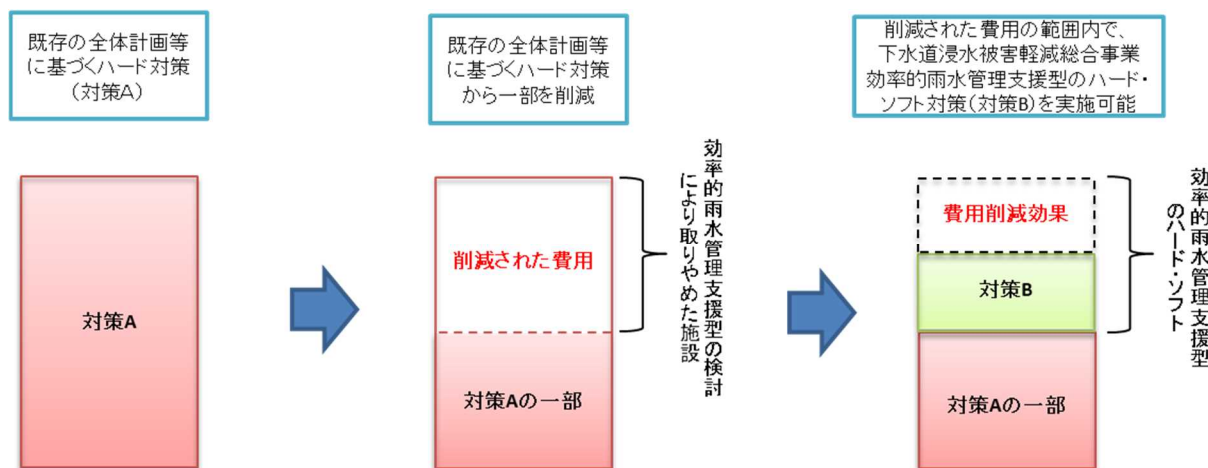 既存の全体計画等
に基づくハード対策
（対策A）
対策A
既存の全体計画等
に基づくハード対策
から一部を削減
削減された費用
対策Aの一部
効率的雨水管理支援型の検討
により取りやめた施設
削減された費用の範囲内で、
下水道浸水被害軽減総合事業
効率的雨水管理支援型のハード・
ソフト対策（対策B）を実施可能
費用削減効果
対策B
対策Aの一部
効率的雨水管理支援型
のハード・ソフト